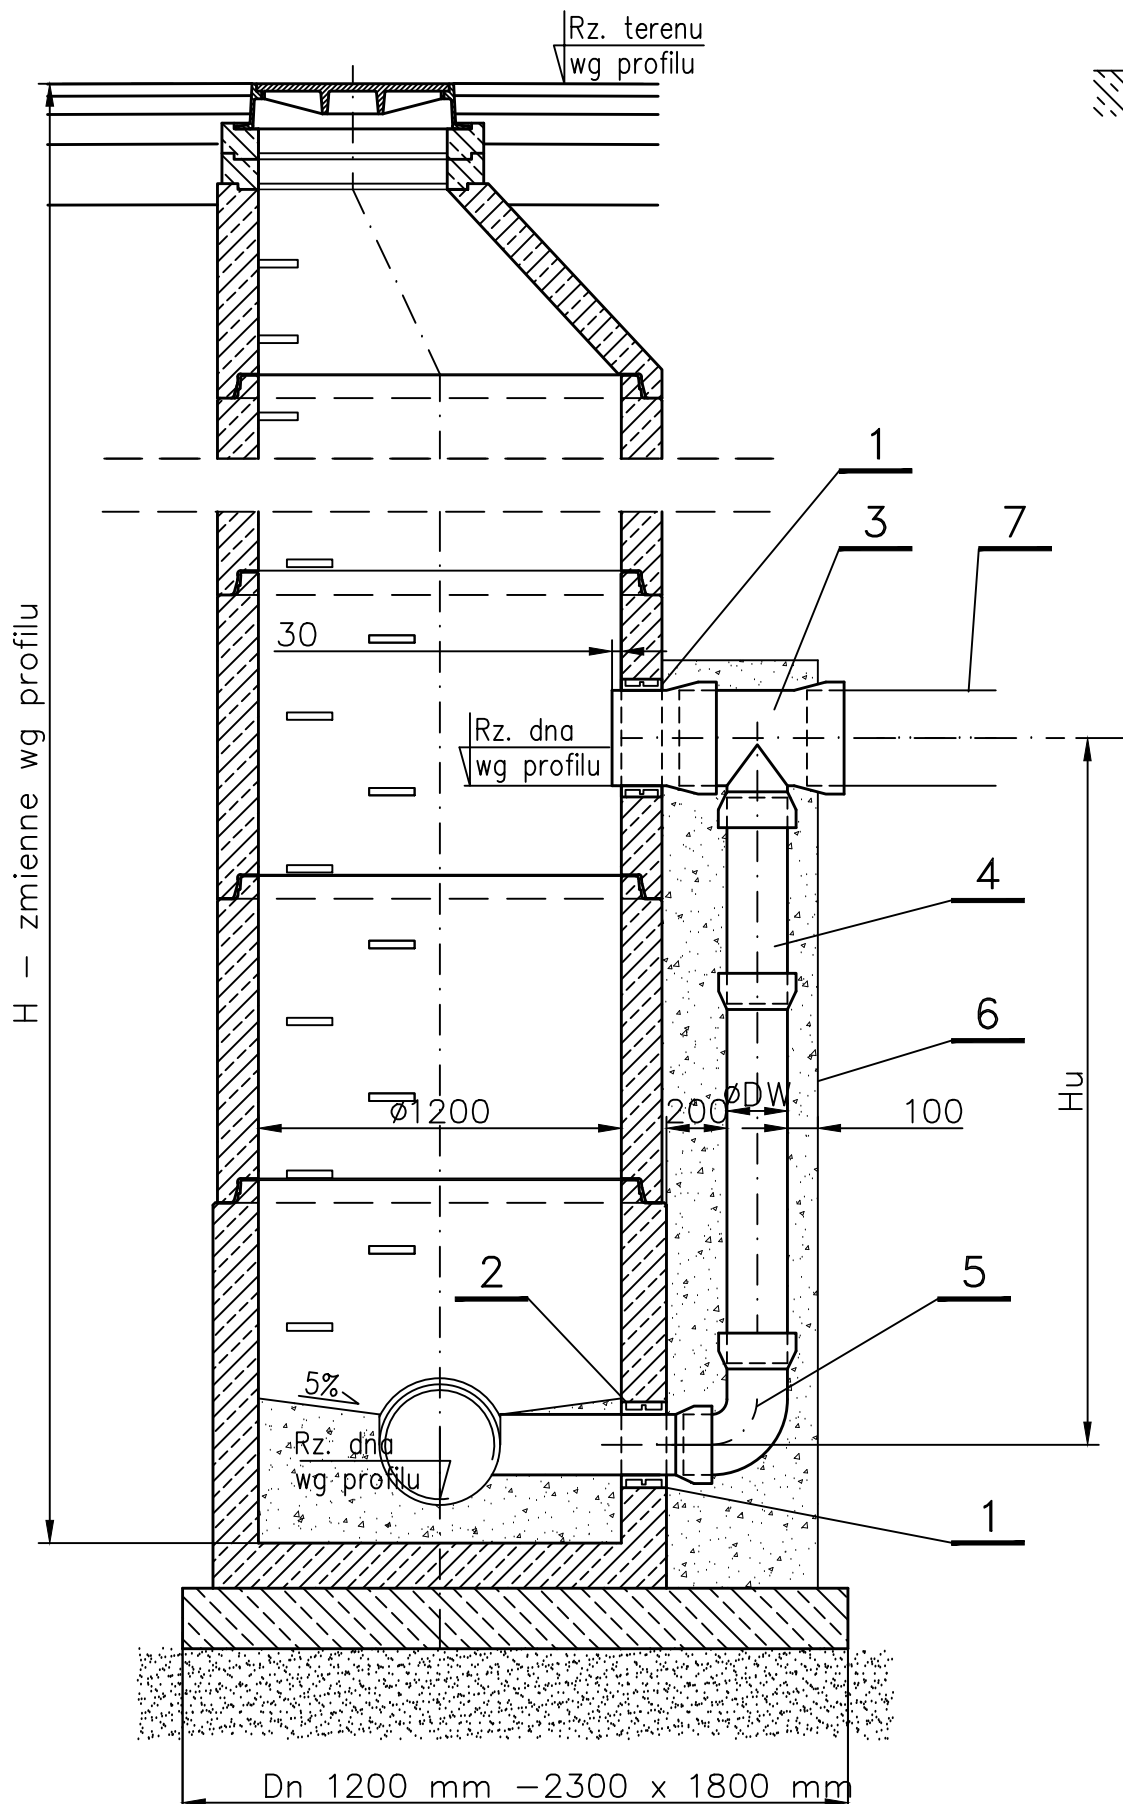 Rz. terenu
wg profilu
1
3
7
30
Rz. dna
wg profilu
H – zmienne wg profilu
4
6
øDW
ø1200
200
100
Hu
2
5
5%
Rz. dna
wg profilu
1
Dn 1200 mm –2300 x 1800 mm